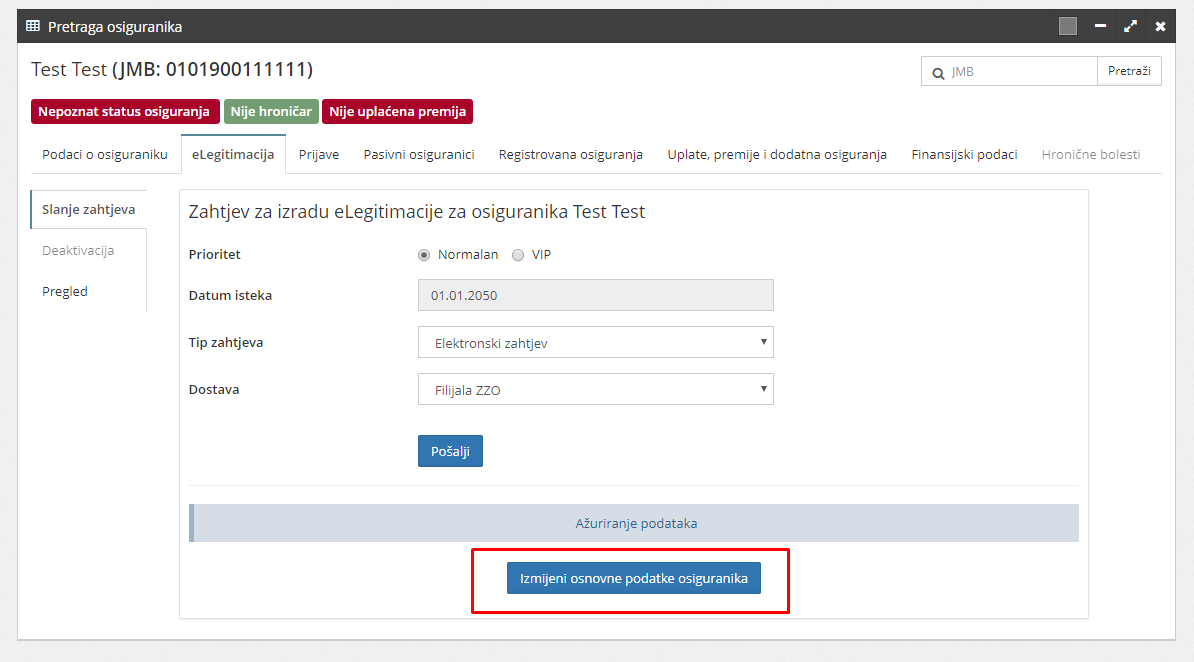 Pretraga osiguranika
Test Test (JMB: 0101900111111)
JMB
Pretraži
Nepoznat status osiguranja
Nije hroničar
Nije uplaćena premija
Podaci o osiguraniku
eLegitimacija
Prijave
Pasivni osiguranici
Registrovana osiguranja
Uplate, premije i dodatna osiguranja
Finansijski podaci
Hronične bolesti
Slanje zahtjeva
Deaktivacija
Pregled
Zahtjev za izradu eLegitimacije za osiguranika Test Test
Prioritet
Normalan
VIP
Datum isteka
01.01.2050
Tip zahtjeva
Elektronski zahtjev
Dostava
Filijala ZZO
Pošalji
Ažuriranje podataka
Izmijeni osnovne podatke osiguranika